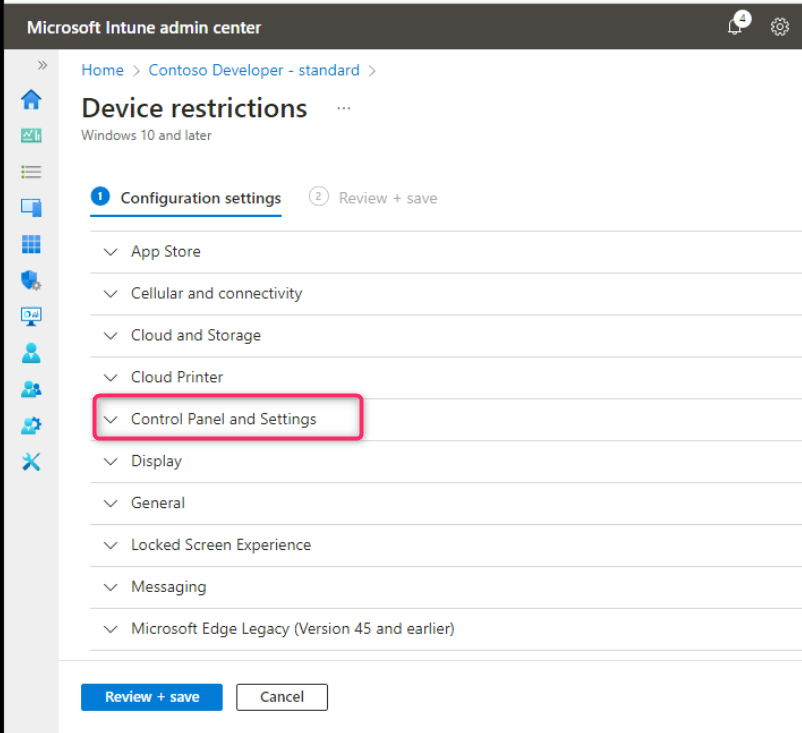 Microsoft Intune admin center
4
Home > Contoso Developer - standard >
Device restrictions ...
Windows 10 and later
1 Configuration settings 2 Review + save
App Store
Cellular and connectivity
Cloud and Storage
Cloud Printer
Control Panel and Settings
Display
General
Locked Screen Experience
Messaging
Microsoft Edge Legacy (Version 45 and earlier)
Review + save Cancel